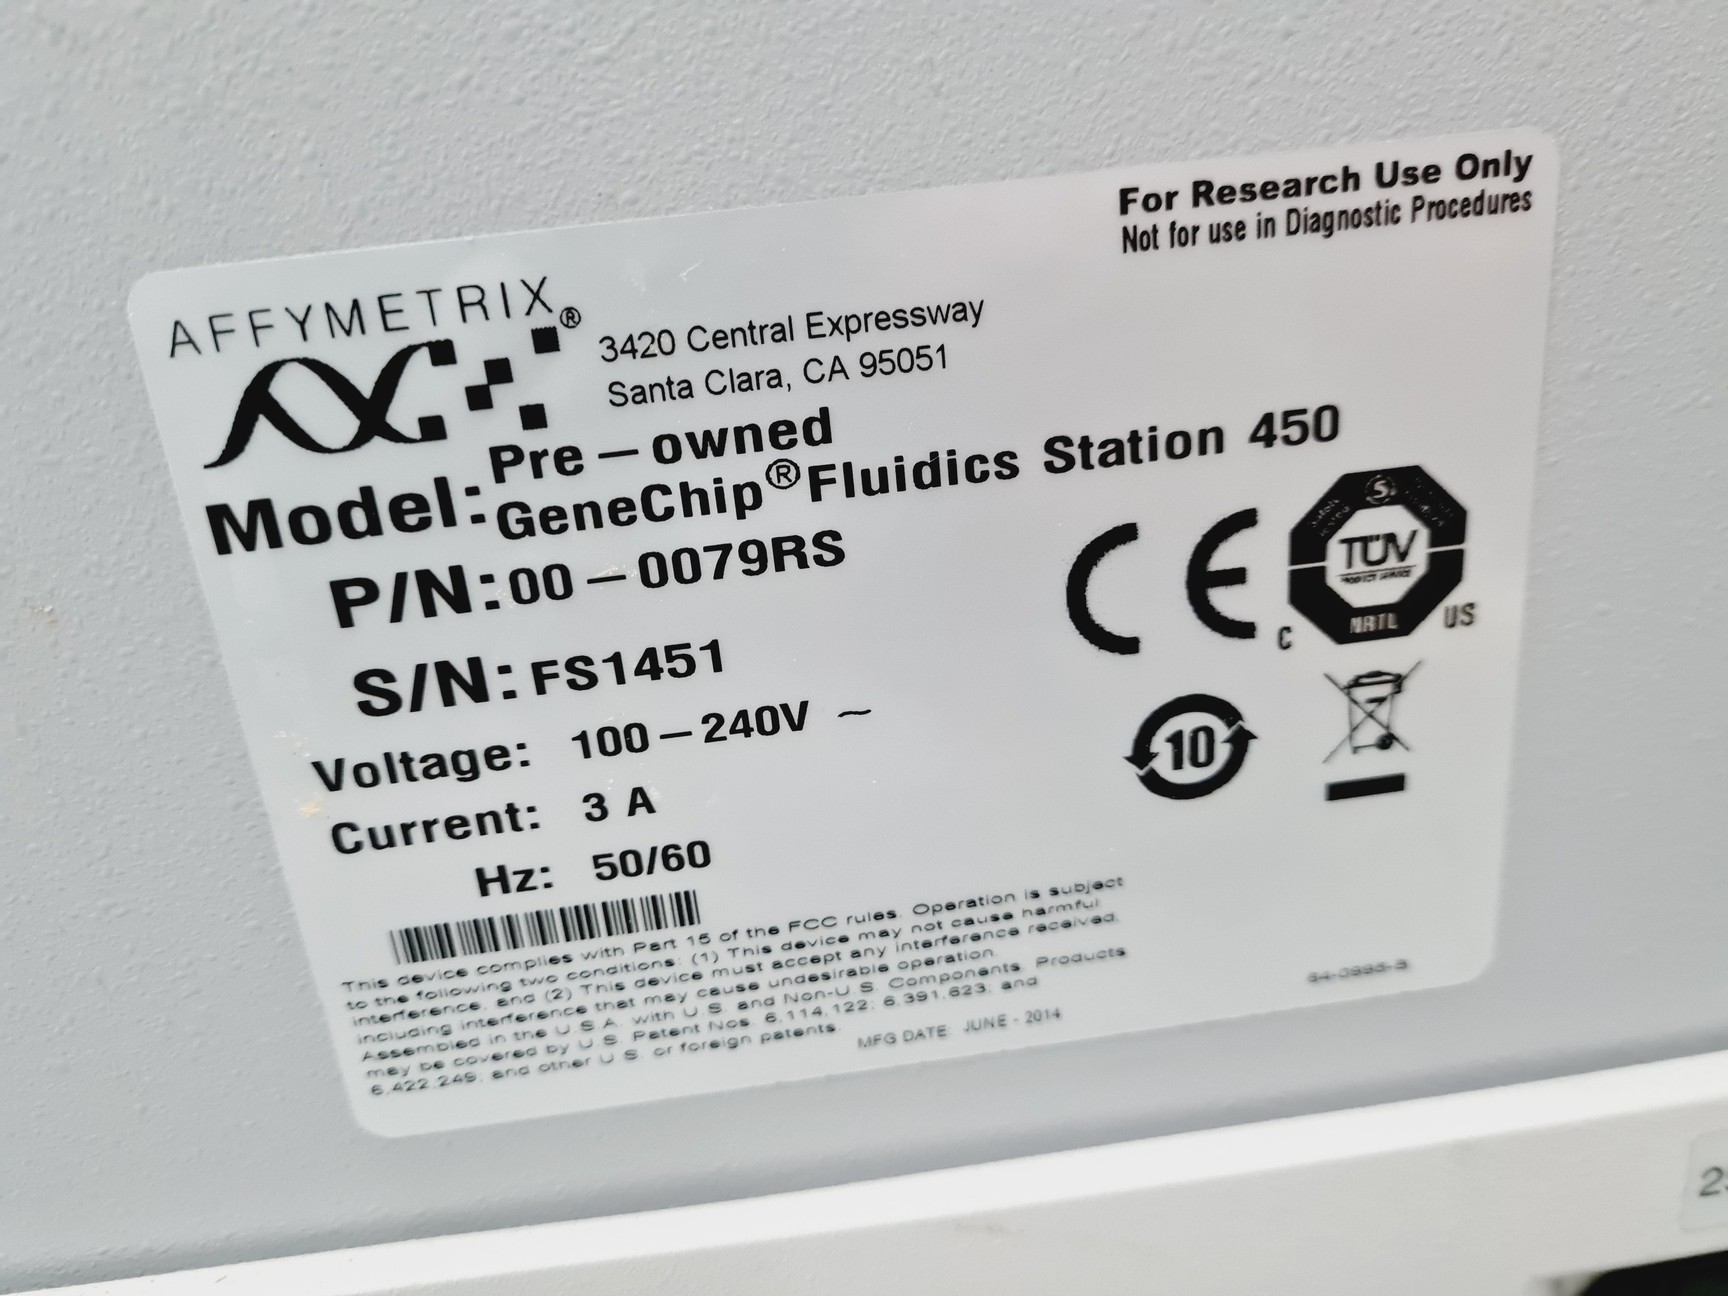 For Research Use Only
Not for use in Diagnostic Procedures
AFFYMETRIX®
3420 Central Expressway
Santa Clara, CA 95051
Model: Pre-owned
GeneChip® Fluidics Station 450
P/N: 00-0079RS
S/N: FS1451
Voltage: 100-240V ~
Current: 3 A
Hz: 50/60
CE
TÜV
PRODUCT SERVICE
NRTL
C US
10
This device complies with Part 15 of the FCC rules. Operation is subject
to the following two conditions: (1) This device may not cause harmful
interference, and (2) This device must accept any interference received,
including interference that may cause undesirable operation.
Assembled in the U.S.A. with U.S. and Non-U.S. Components. Products
may be covered by U.S. Patent Nos. 6,114,122; 6,391,623; and
6,422,249; and other U.S. or foreign patents.
MFG DATE: JUNE - 2014